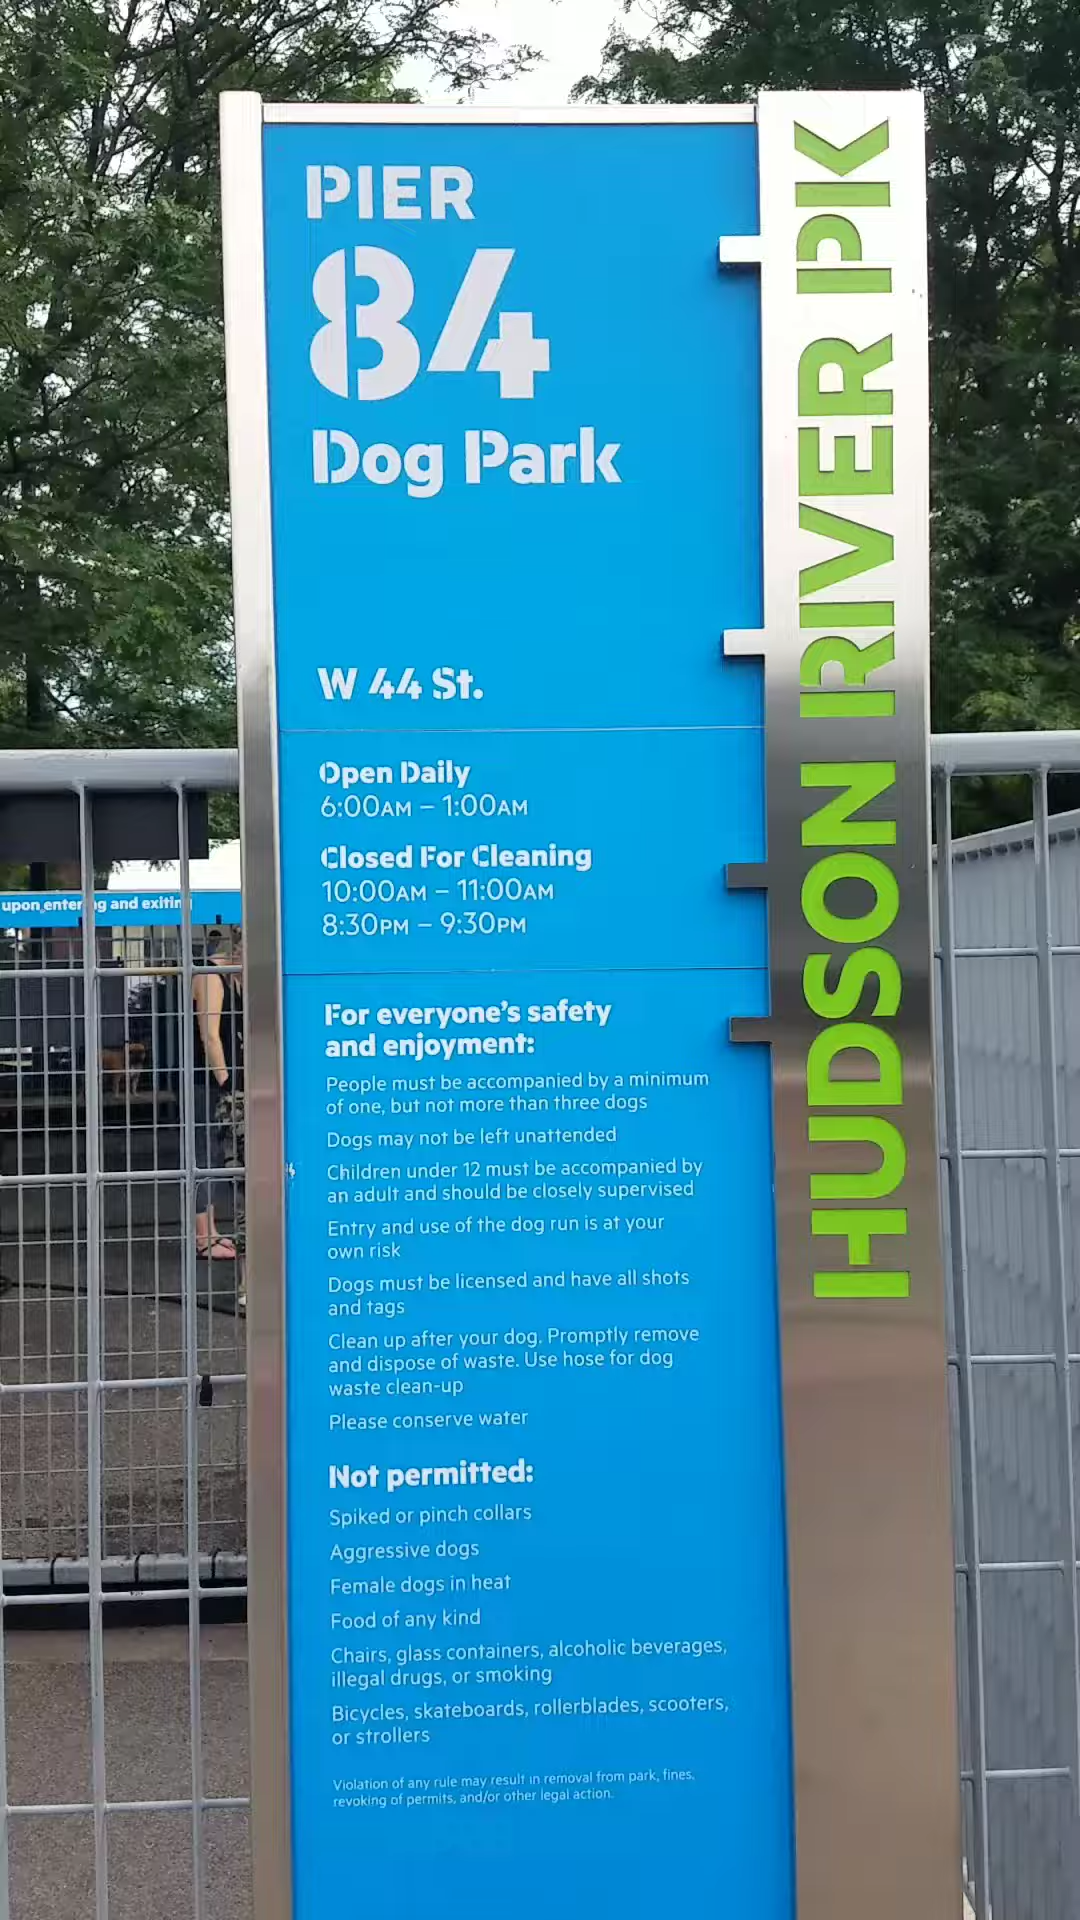 PIER
84
Dog Park
W 44 St.
Open Daily
6:00AM – 1:00AM
Closed For Cleaning
10:00AM – 11:00AM
8:30PM – 9:30PM
For everyone's safety
and enjoyment:
People must be accompanied by a minimum
of one, but not more than three dogs
Dogs may not be left unattended
Children under 12 must be accompanied by
an adult and should be closely supervised
Entry and use of the dog run is at your
own risk
Dogs must be licensed and have all shots
and tags
Clean up after your dog. Promptly remove
and dispose of waste. Use hose for dog
waste clean-up
Please conserve water
Not permitted:
Spiked or pinch collars
Aggressive dogs
Female dogs in heat
Food of any kind
Chairs, glass containers, alcoholic beverages,
illegal drugs, or smoking
Bicycles, skateboards, rollerblades, scooters,
or strollers
Violation of any rule may result in removal from park, fines,
revoking of permits, and/or other legal action.
HUDSON RIVER PK
upon entering and exitin